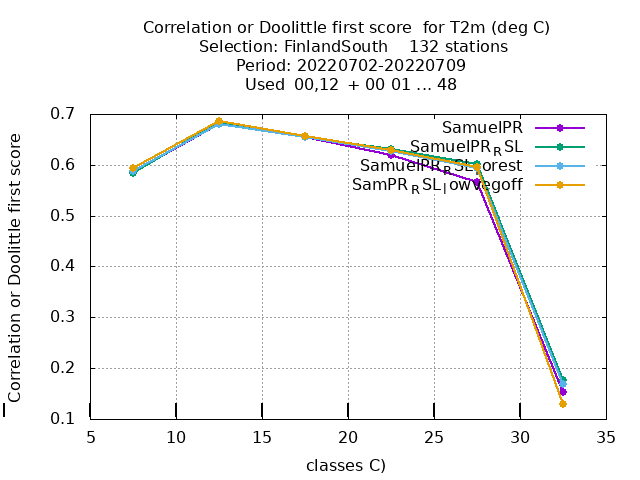 Correlation or Doolittle first score  for T2m (deg C)
Selection: FinlandSouth    132 stations
Period: 20220702-20220709
Used  00,12  + 00 01 ... 48
Correlation or Doolittle first score
0.7
0.6
0.5
0.4
0.3
0.2
0.1
SamuelPR
SamuelPR_RSL
SamPR_RSL_lowvegoff
5
10
15
20
25
30
35
classes C)